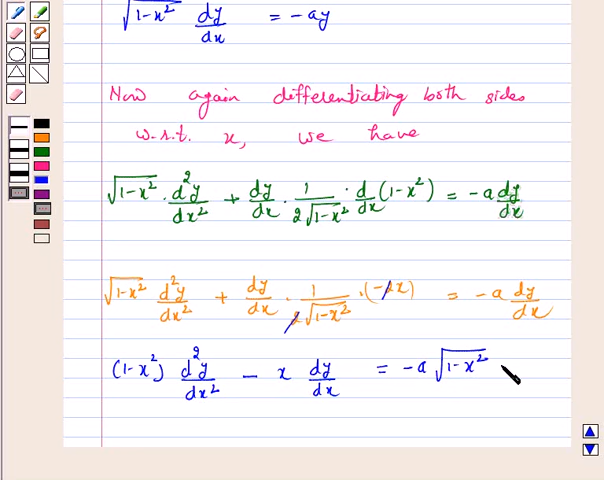 √(1-x²) dy/dx = -ay
Now again differentiating both sides
w.r.t. x, we have
√(1-x²) · d²y/dx² + dy/dx · 1/(2√(1-x²)) · d/dx (1-x²) = -a dy/dx
√(1-x²) d²y/dx² + dy/dx · 1/(2√(1-x²)) · (-2x) = -a dy/dx
(1-x²) d²y/dx² - x dy/dx = -a √(1-x²)